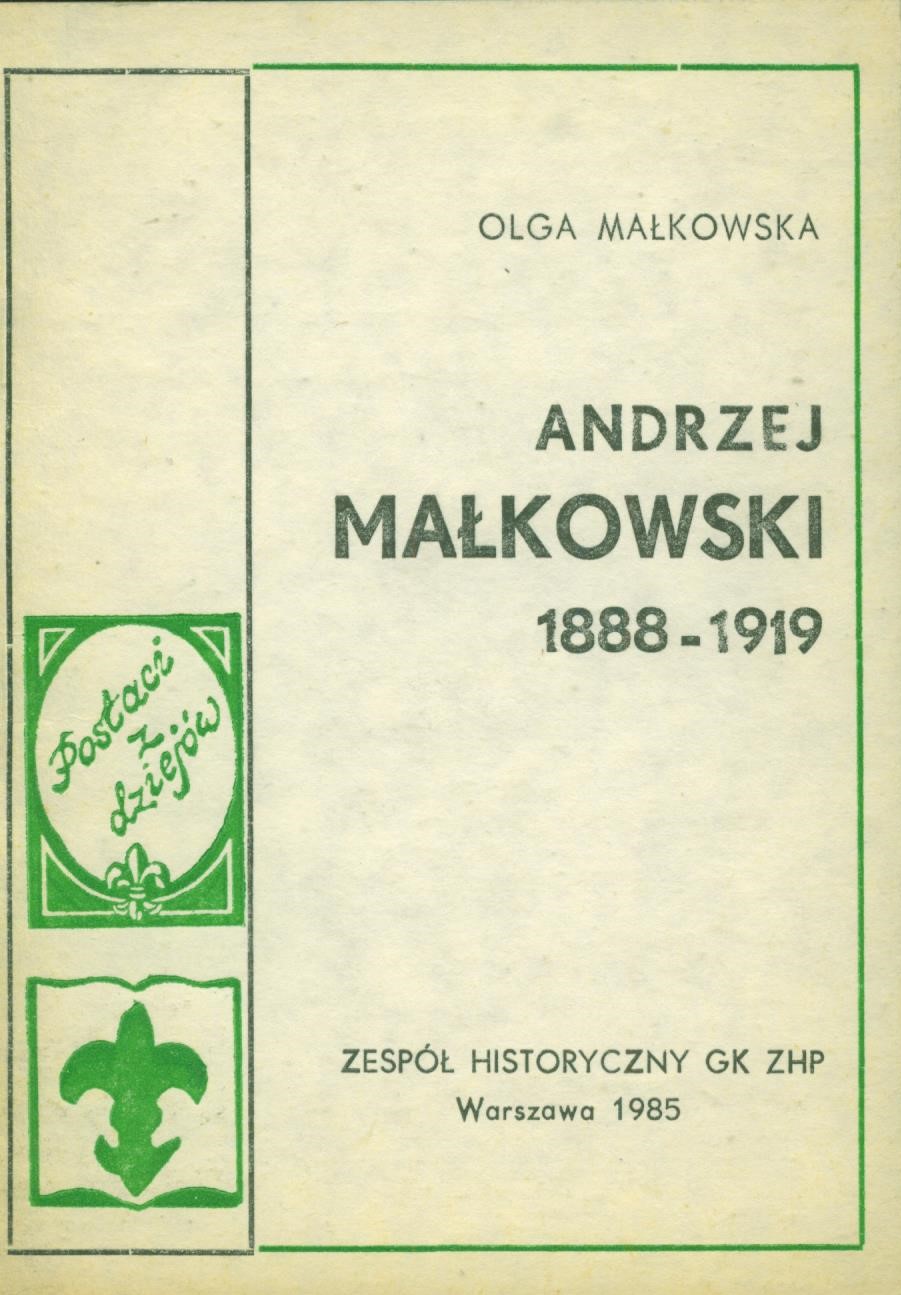 OLGA MAŁKOWSKA
ANDRZEJ
MAŁKOWSKI
1888-1919
Postaci
z
dziejów
ZESPÓŁ HISTORYCZNY GK ZHP
Warszawa 1985